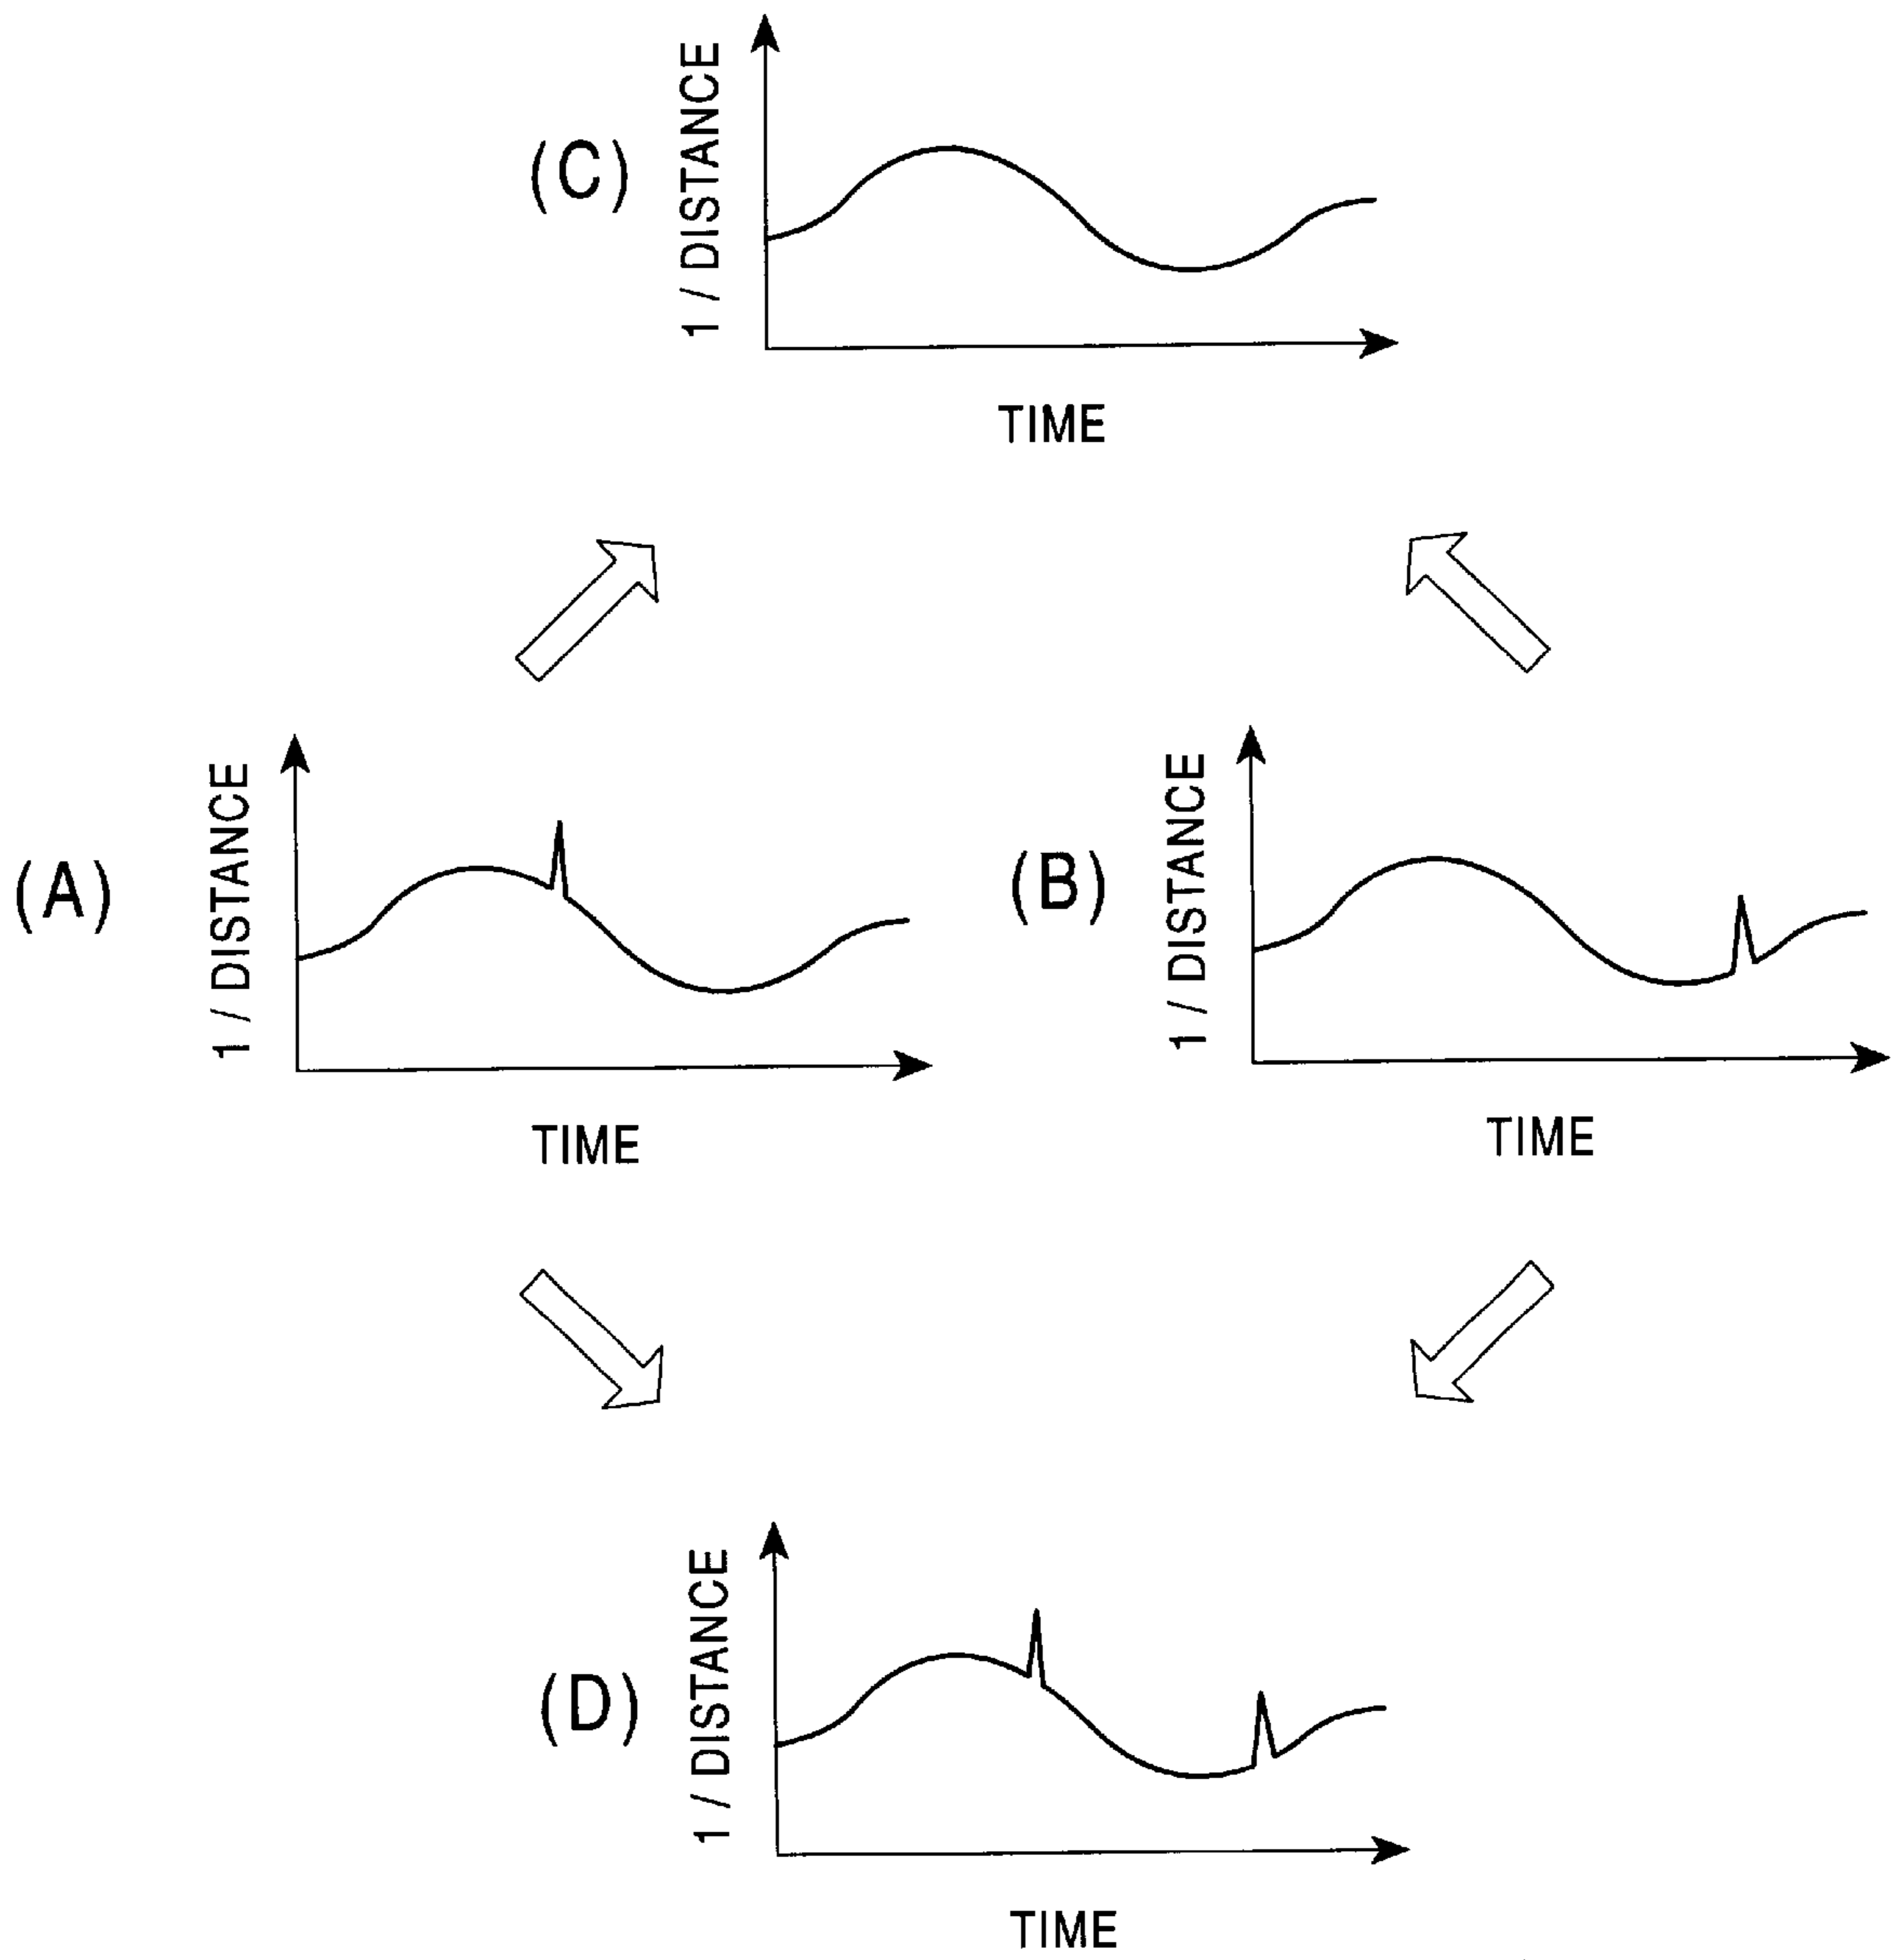 (C)
1 / DISTANCE
TIME
(A)
1 / DISTANCE
TIME
(B)
1 / DISTANCE
TIME
(D)
1 / DISTANCE
TIME